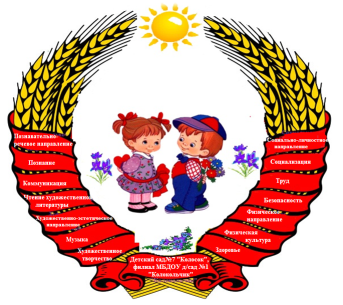 Познавательно-
речевое направление
Познание
Коммуникация
Чтение художественной
литературы
Художественно-эстетическое
направление
Музыка
Художественное
творчество
Социально-личностное
направление
Социализация
Труд
Безопасность
Физическое
направление
Физическая
культура
Здоровье
Детский сад№7 "Колосок",
филиал МБДОУ д/сад №1
"Колокольчик"